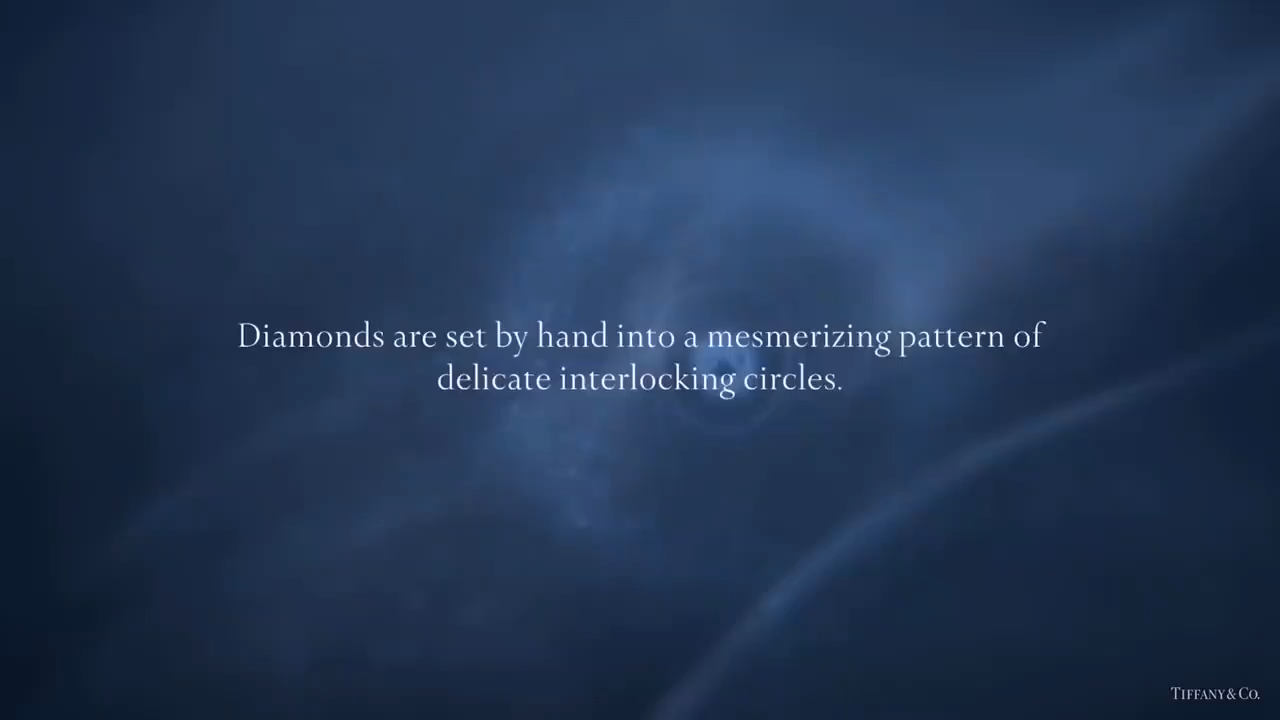 Diamonds are set by hand into a mesmerizing pattern of
delicate interlocking circles.
TIFFANY & CO.